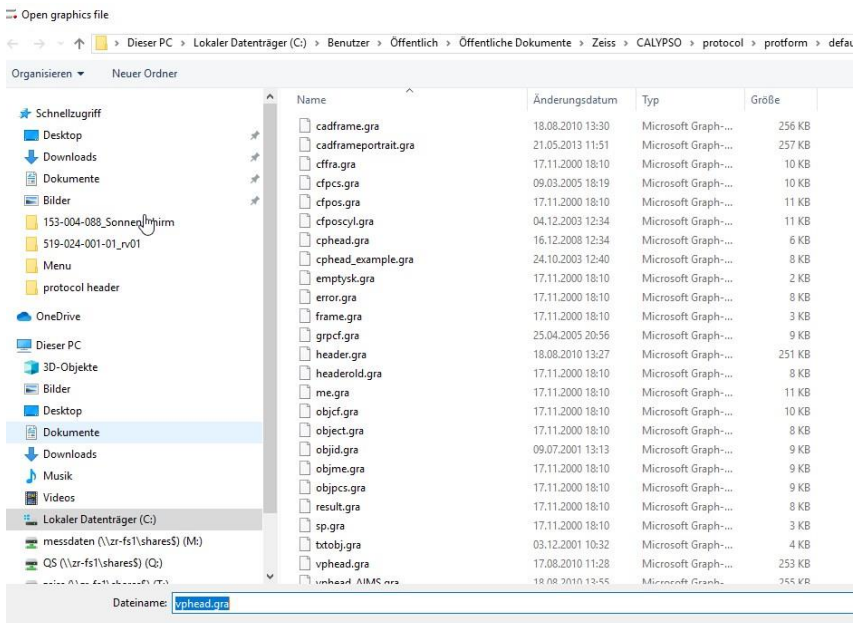 Open graphics file
Dieser PC > Lokaler Datenträger (C:) > Benutzer > Öffentlich > Öffentliche Dokumente > Zeiss > CALYPSO > protocol > protform > defau
Organisieren Neuer Ordner
Name Änderungsdatum Typ Größe
Schnellzugriff
Desktop
Downloads
Dokumente
Bilder
153-004-088_Sonnen hirm
519-024-001-01_rv01
Menu
protocol header
OneDrive
Dieser PC
3D-Objekte
Bilder
Desktop
Dokumente
Downloads
Musik
Videos
Lokaler Datenträger (C:)
messdaten (\\zr-fs1\shares$) (M:)
QS (\\zr-fs1\shares$) (Q:)
cadframe.gra 18.08.2010 13:30 Microsoft Graph-... 256 KB
cadframeportrait.gra 21.05.2013 11:51 Microsoft Graph-... 257 KB
cffra.gra 17.11.2000 18:10 Microsoft Graph-... 10 KB
cfpcs.gra 09.03.2005 18:19 Microsoft Graph-... 10 KB
cfpos.gra 17.11.2000 18:10 Microsoft Graph-... 11 KB
cfposcyl.gra 04.12.2003 12:34 Microsoft Graph-... 11 KB
cphead.gra 16.12.2008 12:34 Microsoft Graph-... 6 KB
cphead_example.gra 24.10.2003 12:40 Microsoft Graph-... 8 KB
emptysk.gra 17.11.2000 18:10 Microsoft Graph-... 2 KB
error.gra 17.11.2000 18:10 Microsoft Graph-... 8 KB
frame.gra 17.11.2000 18:10 Microsoft Graph-... 3 KB
grpcf.gra 25.04.2005 20:56 Microsoft Graph-... 9 KB
header.gra 18.08.2010 13:27 Microsoft Graph-... 251 KB
headerold.gra 17.11.2000 18:10 Microsoft Graph-... 8 KB
me.gra 17.11.2000 18:10 Microsoft Graph-... 11 KB
objcf.gra 17.11.2000 18:10 Microsoft Graph-... 10 KB
object.gra 17.11.2000 18:10 Microsoft Graph-... 8 KB
objid.gra 09.07.2001 13:13 Microsoft Graph-... 9 KB
objme.gra 17.11.2000 18:10 Microsoft Graph-... 9 KB
objpcs.gra 17.11.2000 18:10 Microsoft Graph-... 9 KB
result.gra 17.11.2000 18:10 Microsoft Graph-... 8 KB
sp.gra 17.11.2000 18:10 Microsoft Graph-... 3 KB
txtobj.gra 03.12.2001 10:32 Microsoft Graph-... 4 KB
vphead.gra 17.08.2010 11:28 Microsoft Graph-... 253 KB
vphead_AIMS.gra 18.08.2010 13:55 Microsoft Graph-... 255 KB
Dateiname: vphead.gra